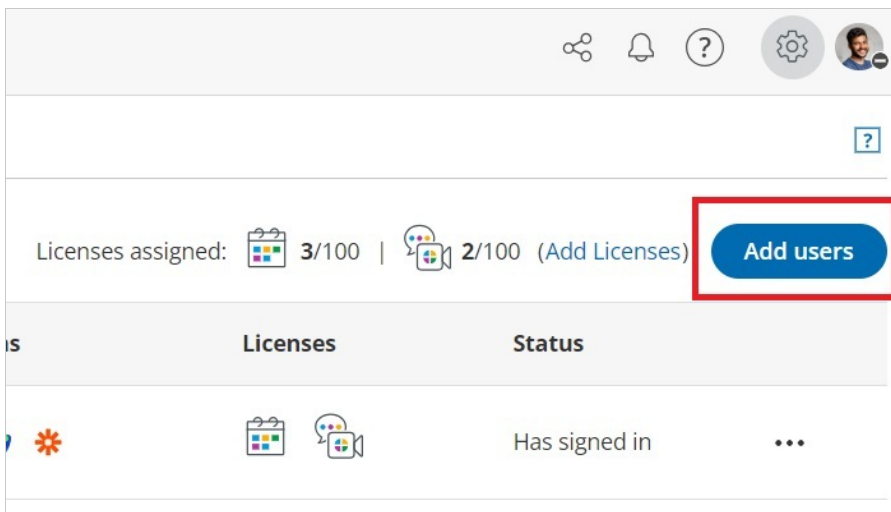 ?
?
Licenses assigned: 3/100 | 2/100 (Add Licenses) Add users
Licenses Status
Has signed in